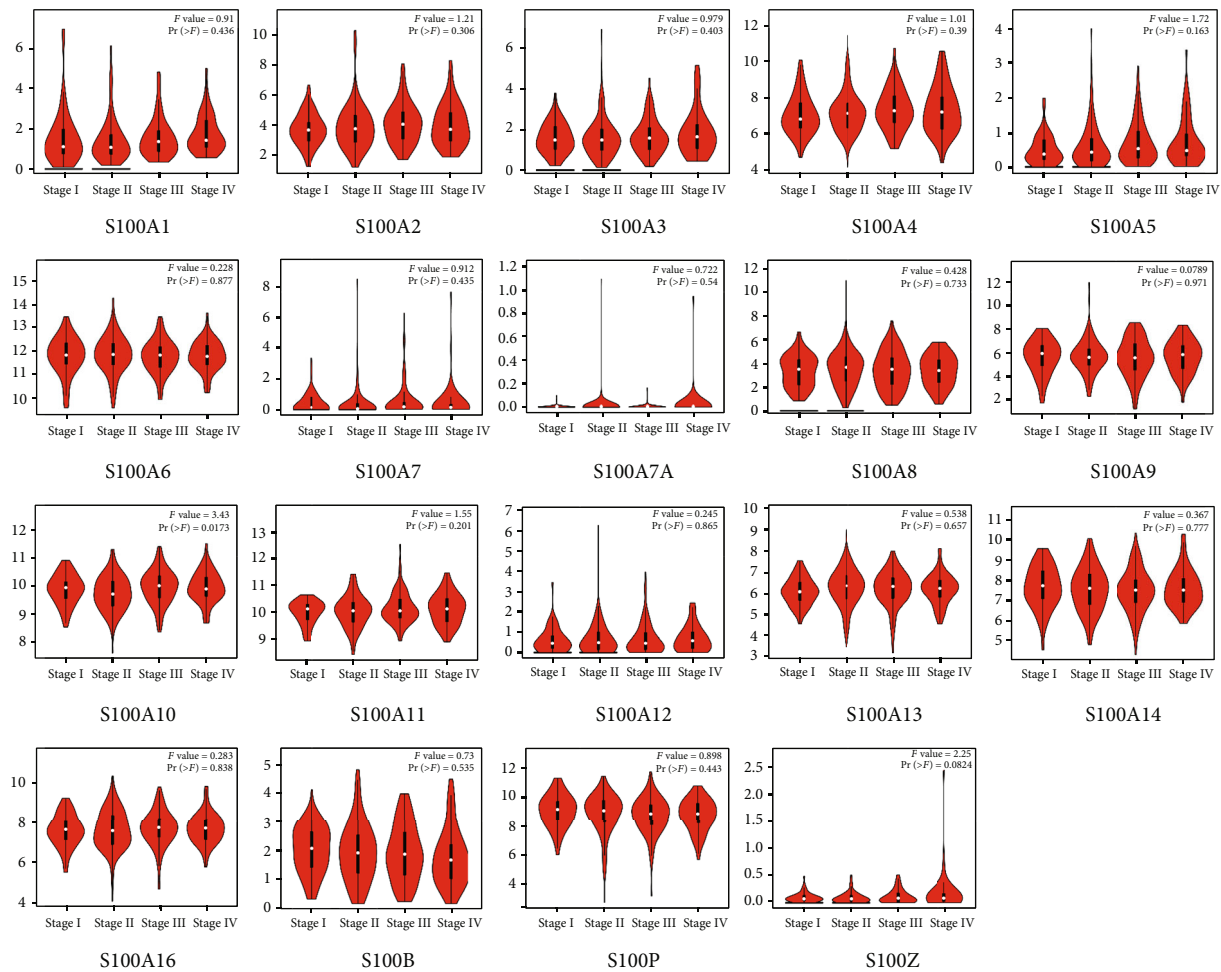 F value = 0.91
Pr (>F) = 0.436
6
4
2
0
Stage I Stage II Stage III Stage IV
S100A1
F value = 1.21
Pr (>F) = 0.306
10
8
6
4
2
Stage I Stage II Stage III Stage IV
S100A2
F value = 0.979
Pr (>F) = 0.403
6
4
2
0
Stage I Stage II Stage III Stage IV
S100A3
F value = 1.01
Pr (>F) = 0.39
10
8
7
6
4
Stage I Stage II Stage III Stage IV
S100A4
F value = 1.72
Pr (>F) = 0.163
4
3
2
1
0
Stage I Stage II Stage III Stage IV
S100A5
F value = 0.228
Pr (>F) = 0.877
15
14
13
12
11
10
Stage I Stage II Stage III Stage IV
S100A6
F value = 0.912
Pr (>F) = 0.435
8
6
4
2
0
Stage I Stage II Stage III Stage IV
S100A7
F value = 0.722
Pr (>F) = 0.54
1.2
1.0
0.8
0.6
0.4
0.2
0.0
Stage I Stage II Stage III Stage IV
S100A7A
F value = 0.428
Pr (>F) = 0.733
12
10
8
6
4
2
0
Stage I Stage II Stage III Stage IV
S100A8
F value = 0.0789
Pr (>F) = 0.971
12
10
8
6
4
2
Stage I Stage II Stage III Stage IV
S100A9
F value = 3.43
Pr (>F) = 0.0173
12
11
10
9
8
Stage I Stage II Stage III Stage IV
S100A10
F value = 1.55
Pr (>F) = 0.201
13
12
11
10
9
Stage I Stage II Stage III Stage IV
S100A11
F value = 0.245
Pr (>F) = 0.865
7
6
5
4
3
2
1
0
Stage I Stage II Stage III Stage IV
S100A12
F value = 0.538
Pr (>F) = 0.657
10
9
8
7
6
5
4
3
Stage I Stage II Stage III Stage IV
S100A13
F value = 0.367
Pr (>F) = 0.777
11
10
9
8
7
6
5
Stage I Stage II Stage III Stage IV
S100A14
F value = 0.283
Pr (>F) = 0.838
10
8
6
4
Stage I Stage II Stage III Stage IV
S100A16
F value = 0.73
Pr (>F) = 0.535
5
4
3
2
1
0
Stage I Stage II Stage III Stage IV
S100B
F value = 0.898
Pr (>F) = 0.443
12
10
8
6
4
Stage I Stage II Stage III Stage IV
S100P
F value = 2.25
Pr (>F) = 0.0824
2.5
2.0
1.5
1.0
0.5
0.0
Stage I Stage II Stage III Stage IV
S100Z